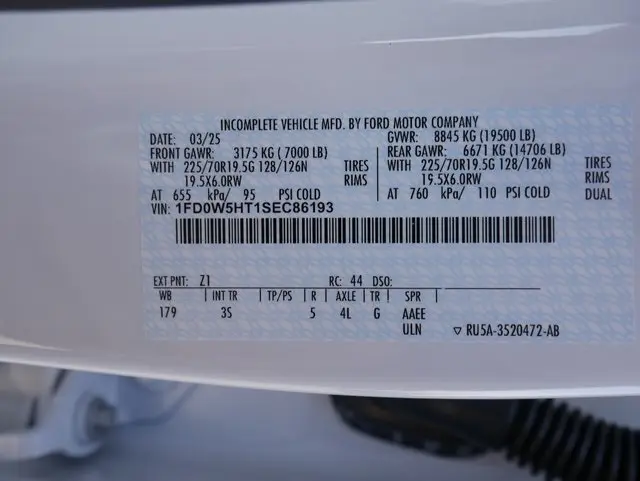 INCOMPLETE VEHICLE MFD. BY FORD MOTOR COMPANY
DATE: 03/25 GVWR: 8845 KG (19500 LB)
FRONT GAWR: 3175 KG (7000 LB) REAR GAWR: 6671 KG (14706 LB)
WITH 225/70R19.5G 128/126N TIRES WITH 225/70R19.5G 128/126N TIRES
19.5X6.0RW RIMS 19.5X6.0RW RIMS
AT 655 kPa/ 95 PSI COLD AT 760 kPa/ 110 PSI COLD DUAL
VIN: 1FD0W5HT1SEC86193
EXT PNT: Z1 RC: 44 DSO:
WB INT TR TP/PS R AXLE TR SPR
179 3S 5 4L G AAEE
ULN ▽ RU5A-3520472-AB